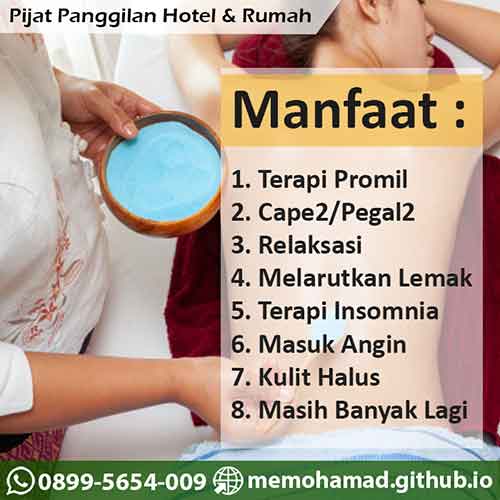 Pijat Panggilan Hotel & Rumah
Manfaat :
1. Terapi Promil
2. Cape2/Pegal2
3. Relaksasi
4. Melarutkan Lemak
5. Terapi Insomnia
6. Masuk Angin
7. Kulit Halus
8. Masih Banyak Lagi
0899-5654-009 memohamad.github.io